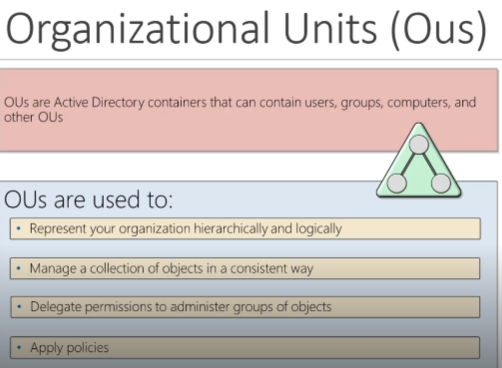 Organizational Units (Ous)
OUs are Active Directory containers that can contain users, groups, computers, and
other OUs
OUs are used to:
• Represent your organization hierarchically and logically
• Manage a collection of objects in a consistent way
• Delegate permissions to administer groups of objects
• Apply policies